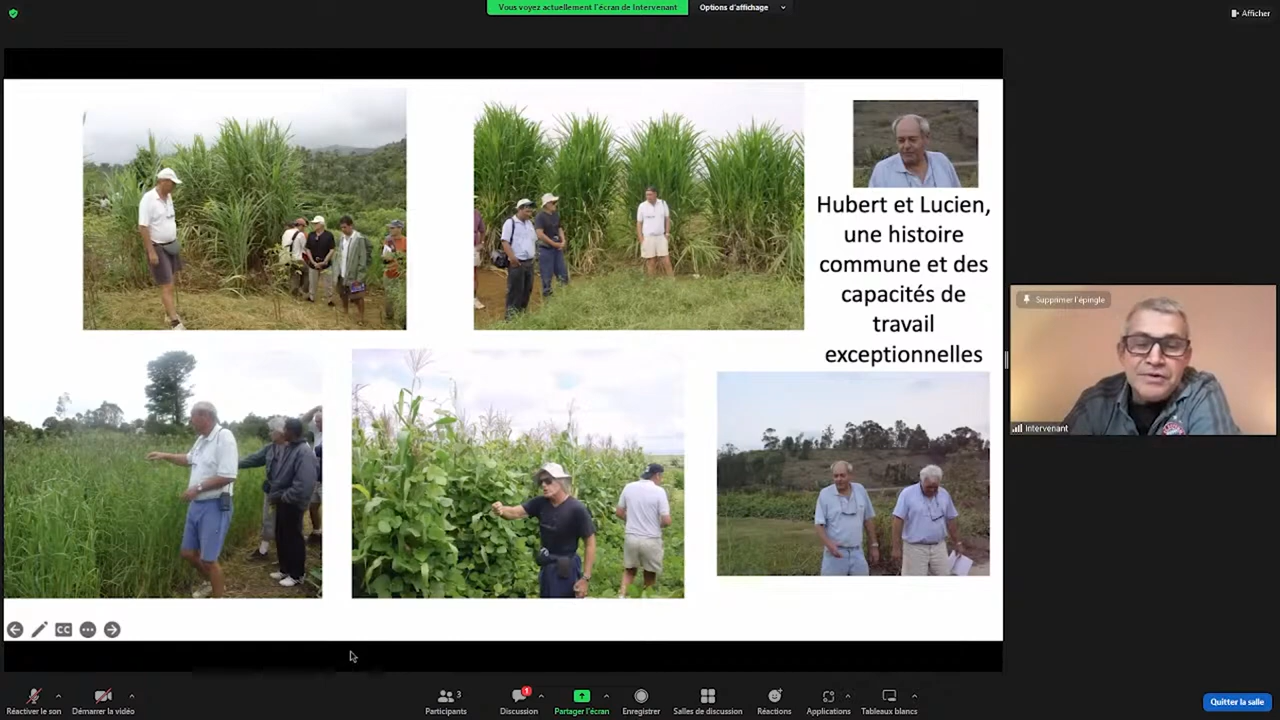 Vous voyez actuellement l'écran de Intervenant
Options d'affichage
Afficher
Hubert et Lucien,
une histoire
commune et des
capacités de
travail
exceptionnelles
Supprimer l'épingle
Intervenant
CC
Réactiver le son
Démarrer la vidéo
Participants
3
Discussion
1
Partager l'écran
Enregistrer
Salles de discussion
Réactions
Applications
Tableaux blancs
Quitter la salle